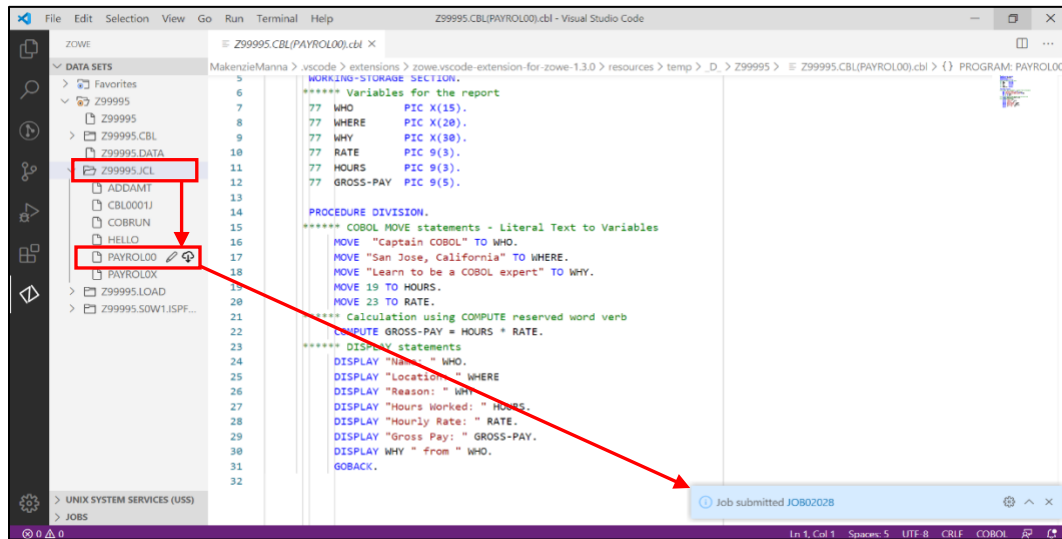 File Edit Selection View Go Run Terminal Help
Z99995.CBL(PAYROL00).cbl - Visual Studio Code
ZOWE
Z99995.CBL(PAYROL00).cbl
DATA SETS
Favorites
Z99995
Z99995
Z99995.CBL
Z99995.DATA
Z99995.JCL
ADDAMT
CBL0001J
COBRUN
HELLO
PAYROL00
PAYROL0X
Z99995.LOAD
Z99995.S0W1.ISPF...
UNIX SYSTEM SERVICES (USS)
JOBS
MakenzieManna > .vscode > extensions > zowe.vscode-extension-for-zowe-1.3.0 > resources > temp > _D_ > Z99995 > Z99995.CBL(PAYROL00).cbl > {} PROGRAM: PAYROL00
5 WORKING-STORAGE SECTION.
6 ****** Variables for the report
7 77 WHO PIC X(15).
8 77 WHERE PIC X(20).
9 77 WHY PIC X(30).
10 77 RATE PIC 9(3).
11 77 HOURS PIC 9(3).
12 77 GROSS-PAY PIC 9(5).
13
14 PROCEDURE DIVISION.
15 ****** COBOL MOVE statements - Literal Text to Variables
16 MOVE "Captain COBOL" TO WHO.
17 MOVE "San Jose, California" TO WHERE.
18 MOVE "Learn to be a COBOL expert" TO WHY.
19 MOVE 19 TO HOURS.
20 MOVE 23 TO RATE.
21 ****** Calculation using COMPUTE reserved word verb
22 COMPUTE GROSS-PAY = HOURS * RATE.
23 ****** DISPLAY statements
24 DISPLAY "Name: " WHO.
25 DISPLAY "Location: " WHERE
26 DISPLAY "Reason: " WHY
27 DISPLAY "Hours Worked: " HOURS.
28 DISPLAY "Hourly Rate: " RATE.
29 DISPLAY "Gross Pay: " GROSS-PAY.
30 DISPLAY WHY " from " WHO.
31 GOBACK.
32
Job submitted JOB02028
0 0
Ln 1, Col 1 Spaces: 5 UTF-8 CRLF COBOL